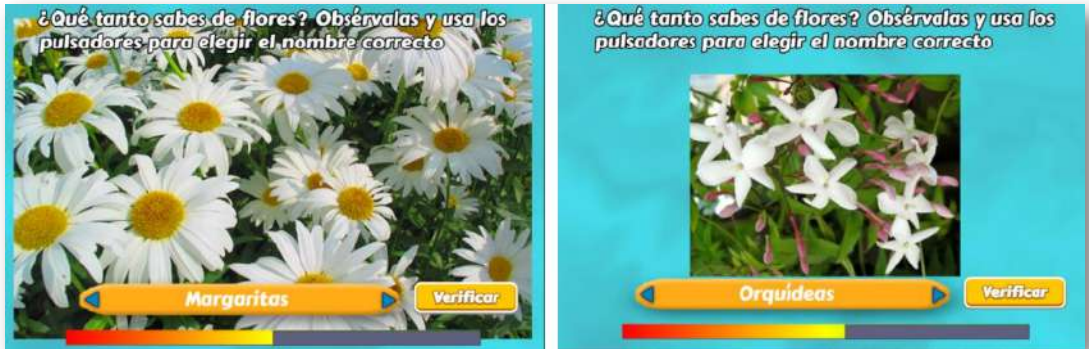 ¿Qué tanto sabes de flores? Obsérvalas y usa los
pulsadores para elegir el nombre correcto
Margaritas
Verificar
¿Qué tanto sabes de flores? Obsérvalas y usa los
pulsadores para elegir el nombre correcto
Orquídeas
Verificar